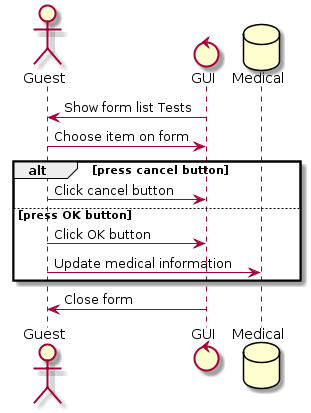 Guest GUI Medical
Show form list Tests
Choose item on form
alt [press cancel button]
Click cancel button
[press OK button]
Click OK button
Update medical information
Close form
Guest GUI Medical